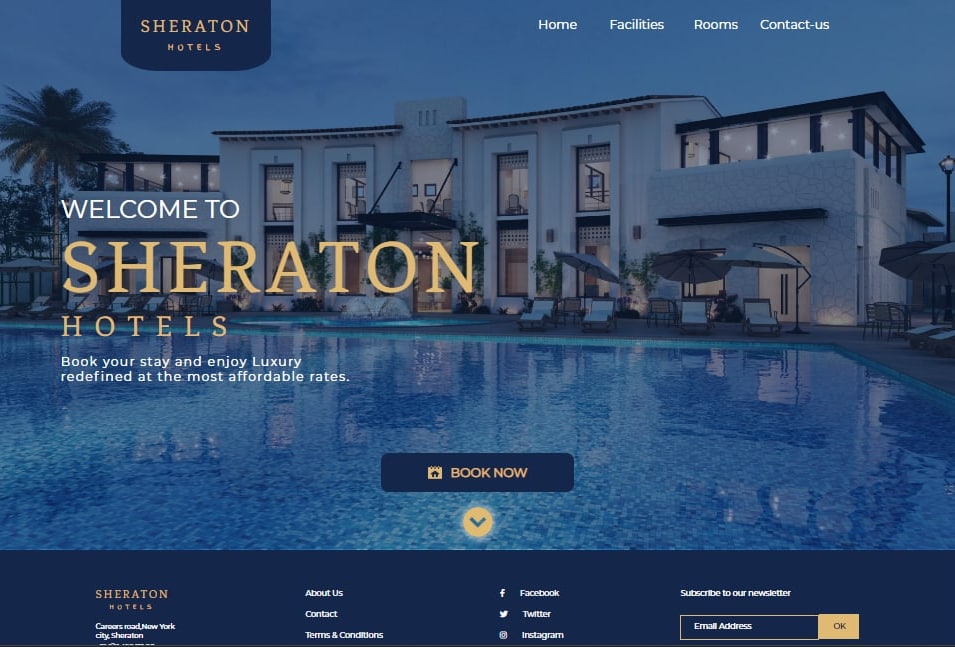 SHERATON
HOTELS
Home Facilities Rooms Contact-us
WELCOME TO
SHERATON
HOTELS
Book your stay and enjoy Luxury
redefined at the most affordable rates.
BOOK NOW
SHERATON
HOTELS
Careers road,New York
city, Sheraton
About Us
Contact
Terms & Conditions
Facebook
Twitter
Instagram
Subscribe to our newsletter
Email Address OK